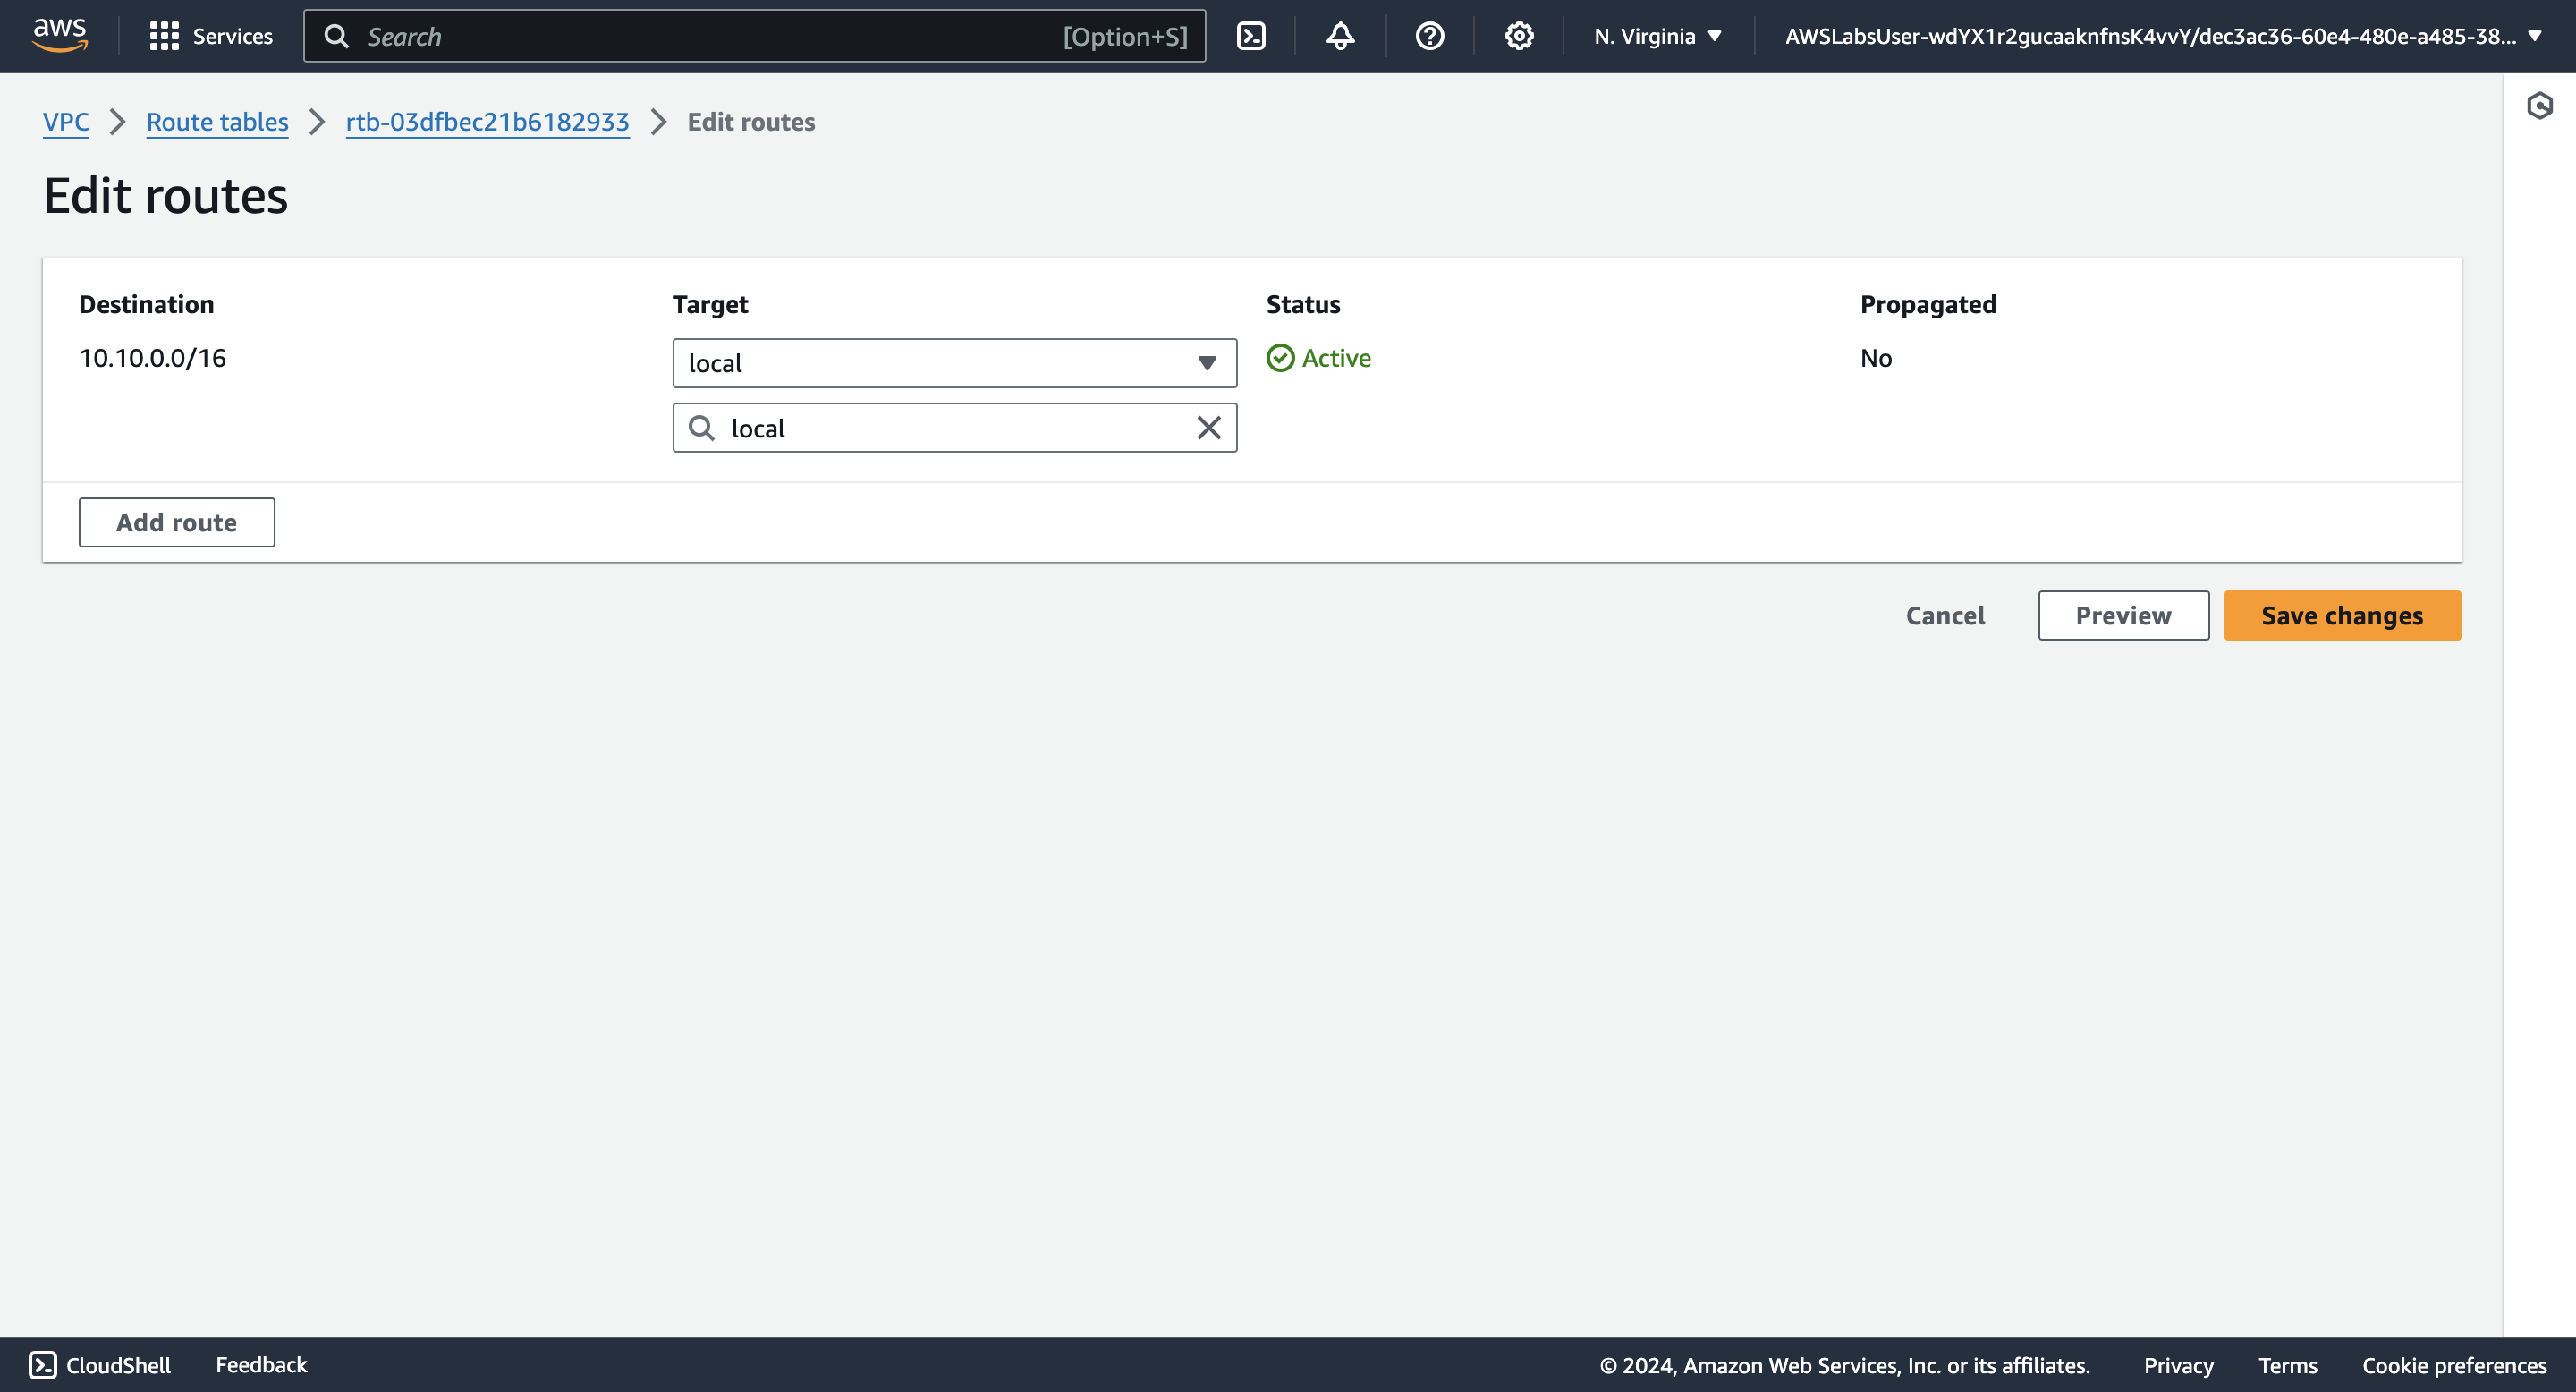 aws Services Search [Option+S] N. Virginia AWSLabsUser-wdYX1r2gucaaknfnsK4vvY/dec3ac36-60e4-480e-a485-38...
VPC Route tables rtb-03dfbec21b6182933 Edit routes
Edit routes
Destination Target Status Propagated
10.10.0.0/16 local Active No
local
Add route
Cancel Preview Save changes
CloudShell Feedback © 2024, Amazon Web Services, Inc. or its affiliates. Privacy Terms Cookie preferences